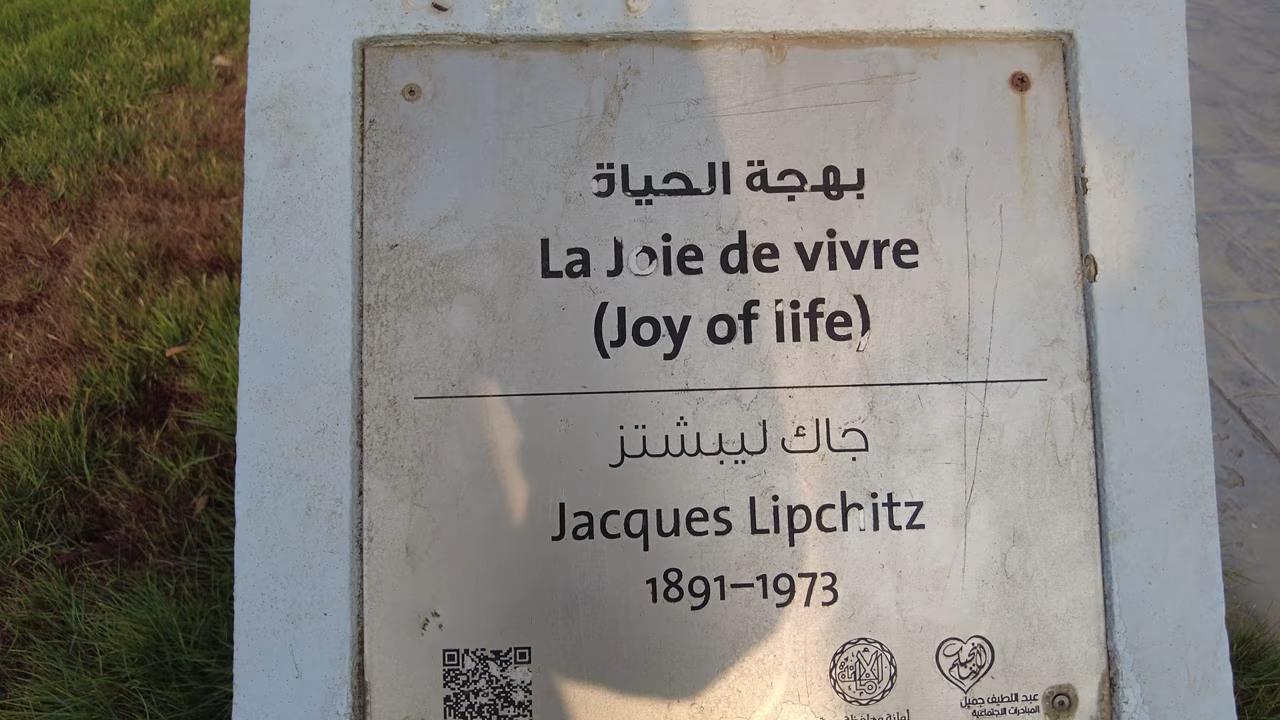 بهجة الحياة
La Joie de vivre
(Joy of life)
جاك ليبشتز
Jacques Lipchitz
1891–1973
عبد اللطيف جميل
المبادرات الاجتماعية